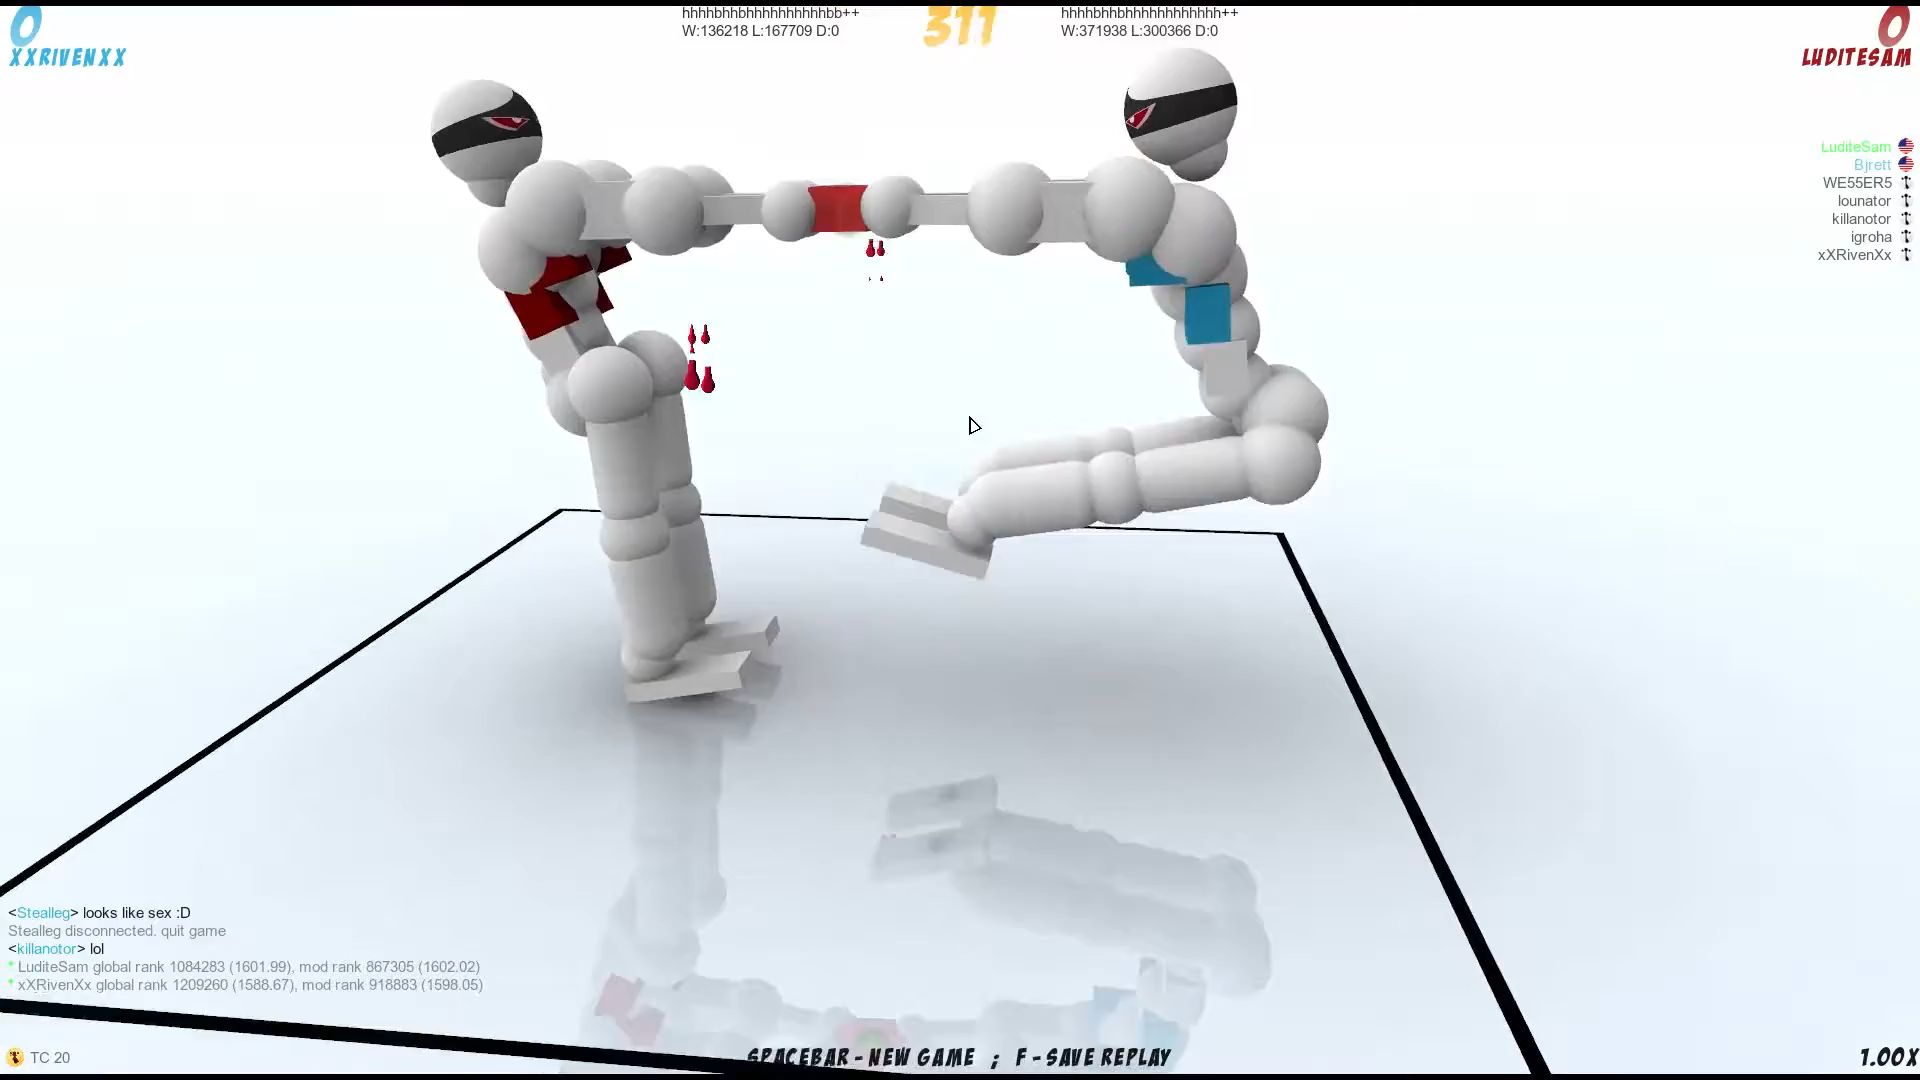 0
XXRIVENXX
hhhhbhhbhhhhhhhhhhhbb++
W:136218 L:167709 D:0
311
hhhhbhhbhhhhhhhhhhhhh++
W:371938 L:300366 D:0
0
LUDITESAM
LuditeSam
Bjrett
WE55ER5
lounator
killanotor
igroha
xXRivenXx
<Stealleg> looks like sex :D
Stealleg disconnected. quit game
<killanotor> lol
* LuditeSam global rank 1084283 (1601.99), mod rank 867305 (1602.02)
* xXRivenXx global rank 1209260 (1588.67), mod rank 918883 (1598.05)
TC 20
SPACEBAR - NEW GAME ; F - SAVE REPLAY
1.00X